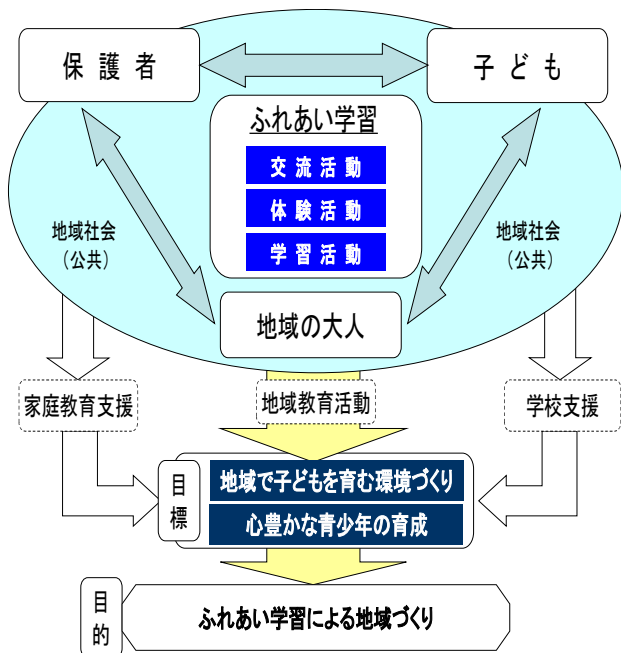 保護者
子ども
ふれあい学習
交流活動
体験活動
学習活動
地域社会
（公共）
地域社会
（公共）
地域の大人
家庭教育支援
地域教育活動
学校支援
目標
地域で子どもを育む環境づくり
心豊かな青少年の育成
目的
ふれあい学習による地域づくり